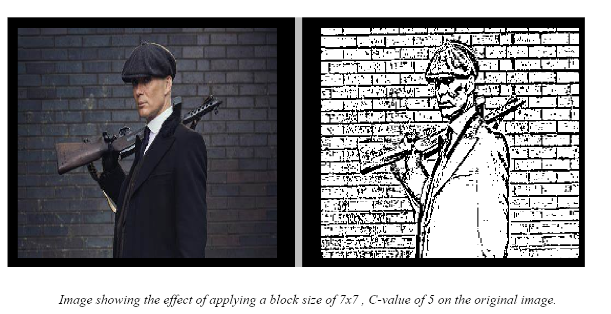 Image showing the effect of applying a block size of 7x7 , C-value of 5 on the original image.